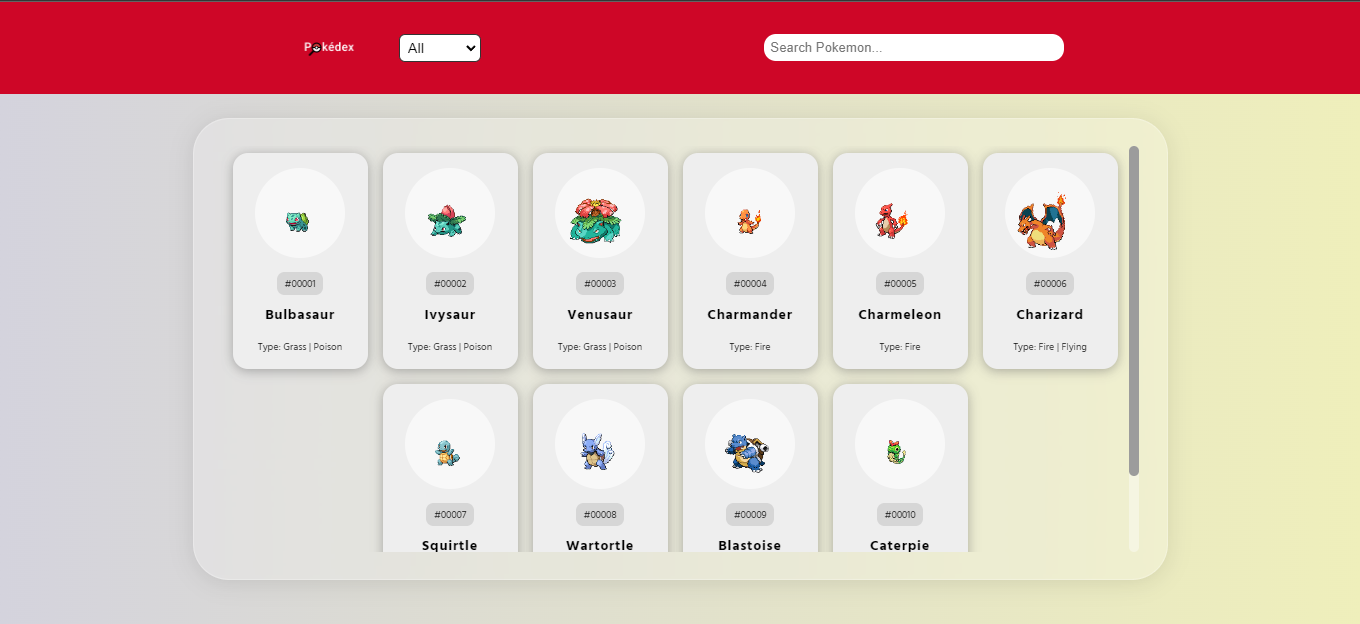 Pokédex
All
Search Pokemon...
#00001 #00002 #00003 #00004 #00005 #00006
Bulbasaur Ivysaur Venusaur Charmander Charmeleon Charizard
Type: Grass | Poison Type: Grass | Poison Type: Grass | Poison Type: Fire Type: Fire Type: Fire | Flying
#00007 #00008 #00009 #00010
Squirtle Wartortle Blastoise Caterpie